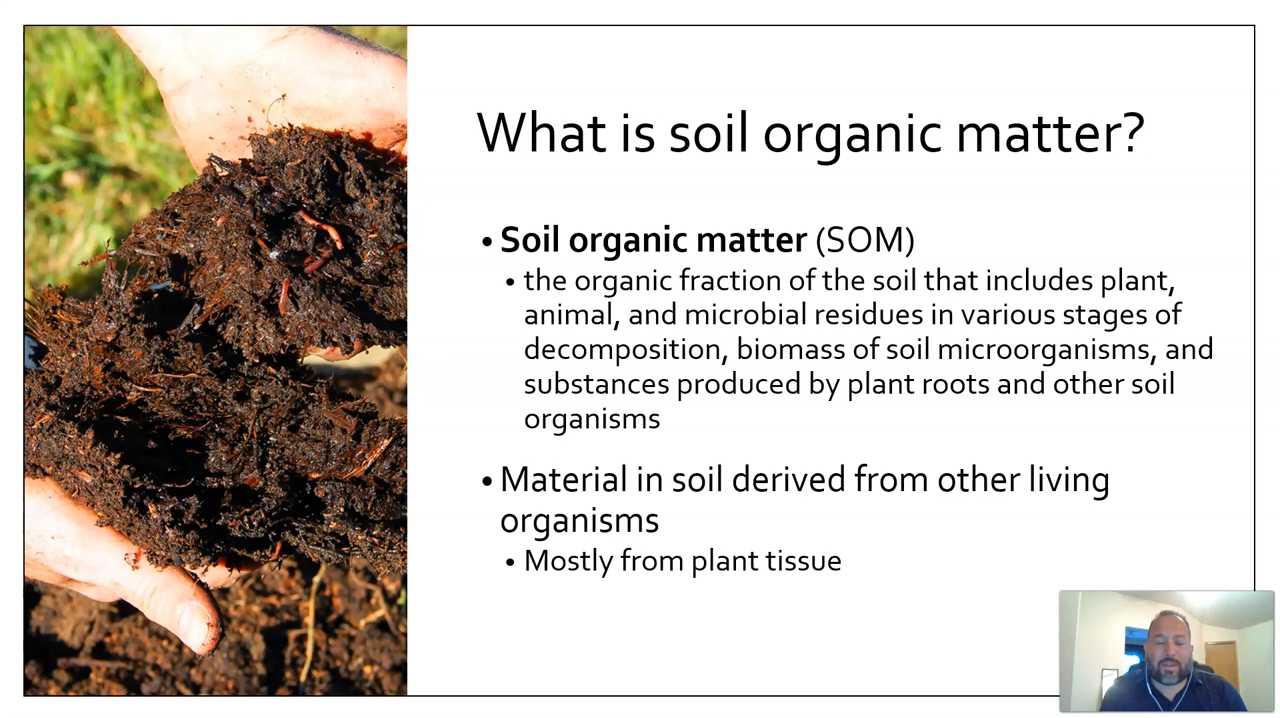 What is soil organic matter?
• Soil organic matter (SOM)
• the organic fraction of the soil that includes plant,
animal, and microbial residues in various stages of
decomposition, biomass of soil microorganisms, and
substances produced by plant roots and other soil
organisms
• Material in soil derived from other living
organisms
• Mostly from plant tissue